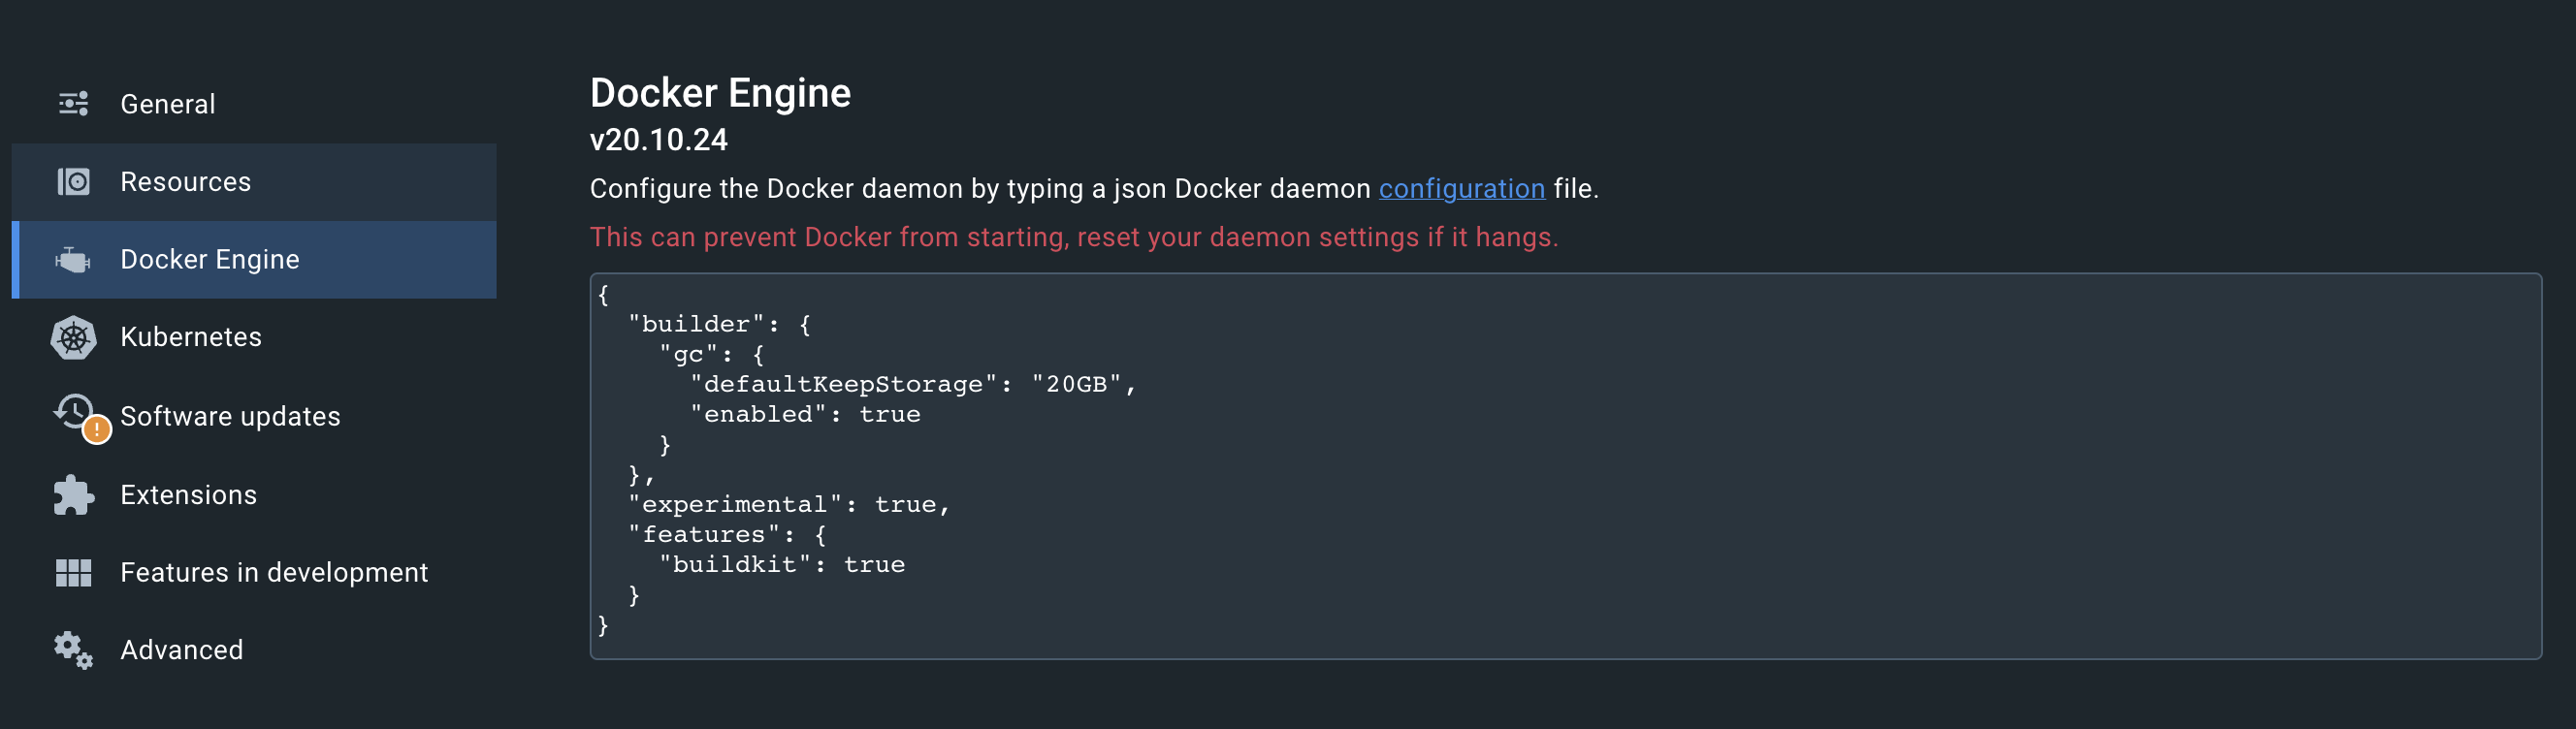 General
Resources
Docker Engine
Kubernetes
Software updates
Extensions
Features in development
Advanced
Docker Engine
v20.10.24
Configure the Docker daemon by typing a json Docker daemon configuration file.
This can prevent Docker from starting, reset your daemon settings if it hangs.
{
  "builder": {
    "gc": {
      "defaultKeepStorage": "20GB",
      "enabled": true
    }
  },
  "experimental": true,
  "features": {
    "buildkit": true
  }
}